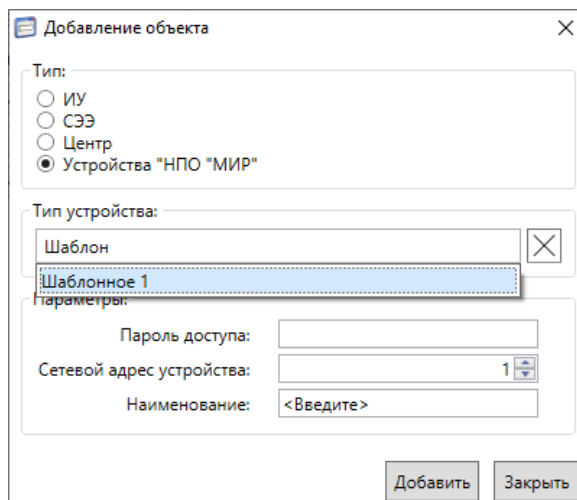 Добавление объекта
Тип:
ИУ
СЭЭ
Центр
Устройства "НПО "МИР"
Тип устройства:
Шаблон
Шаблонное 1
Параметры:
Пароль доступа:
Сетевой адрес устройства: 1
Наименование: <Введите>
Добавить Закрыть